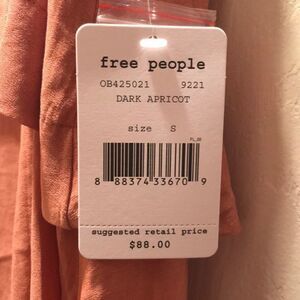 free people
OB425021 9221
DARK APRICOT
size S
8 88374 33670 9
suggested retail price
$88.00